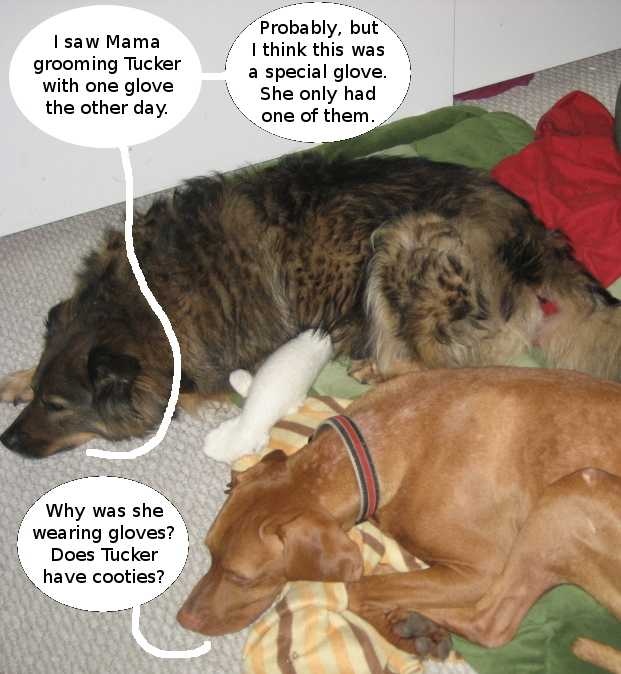 I saw Mama
grooming Tucker
with one glove
the other day.
Why was she
wearing gloves?
Does Tucker
have cooties?
Probably, but
I think this was
a special glove.
She only had
one of them.